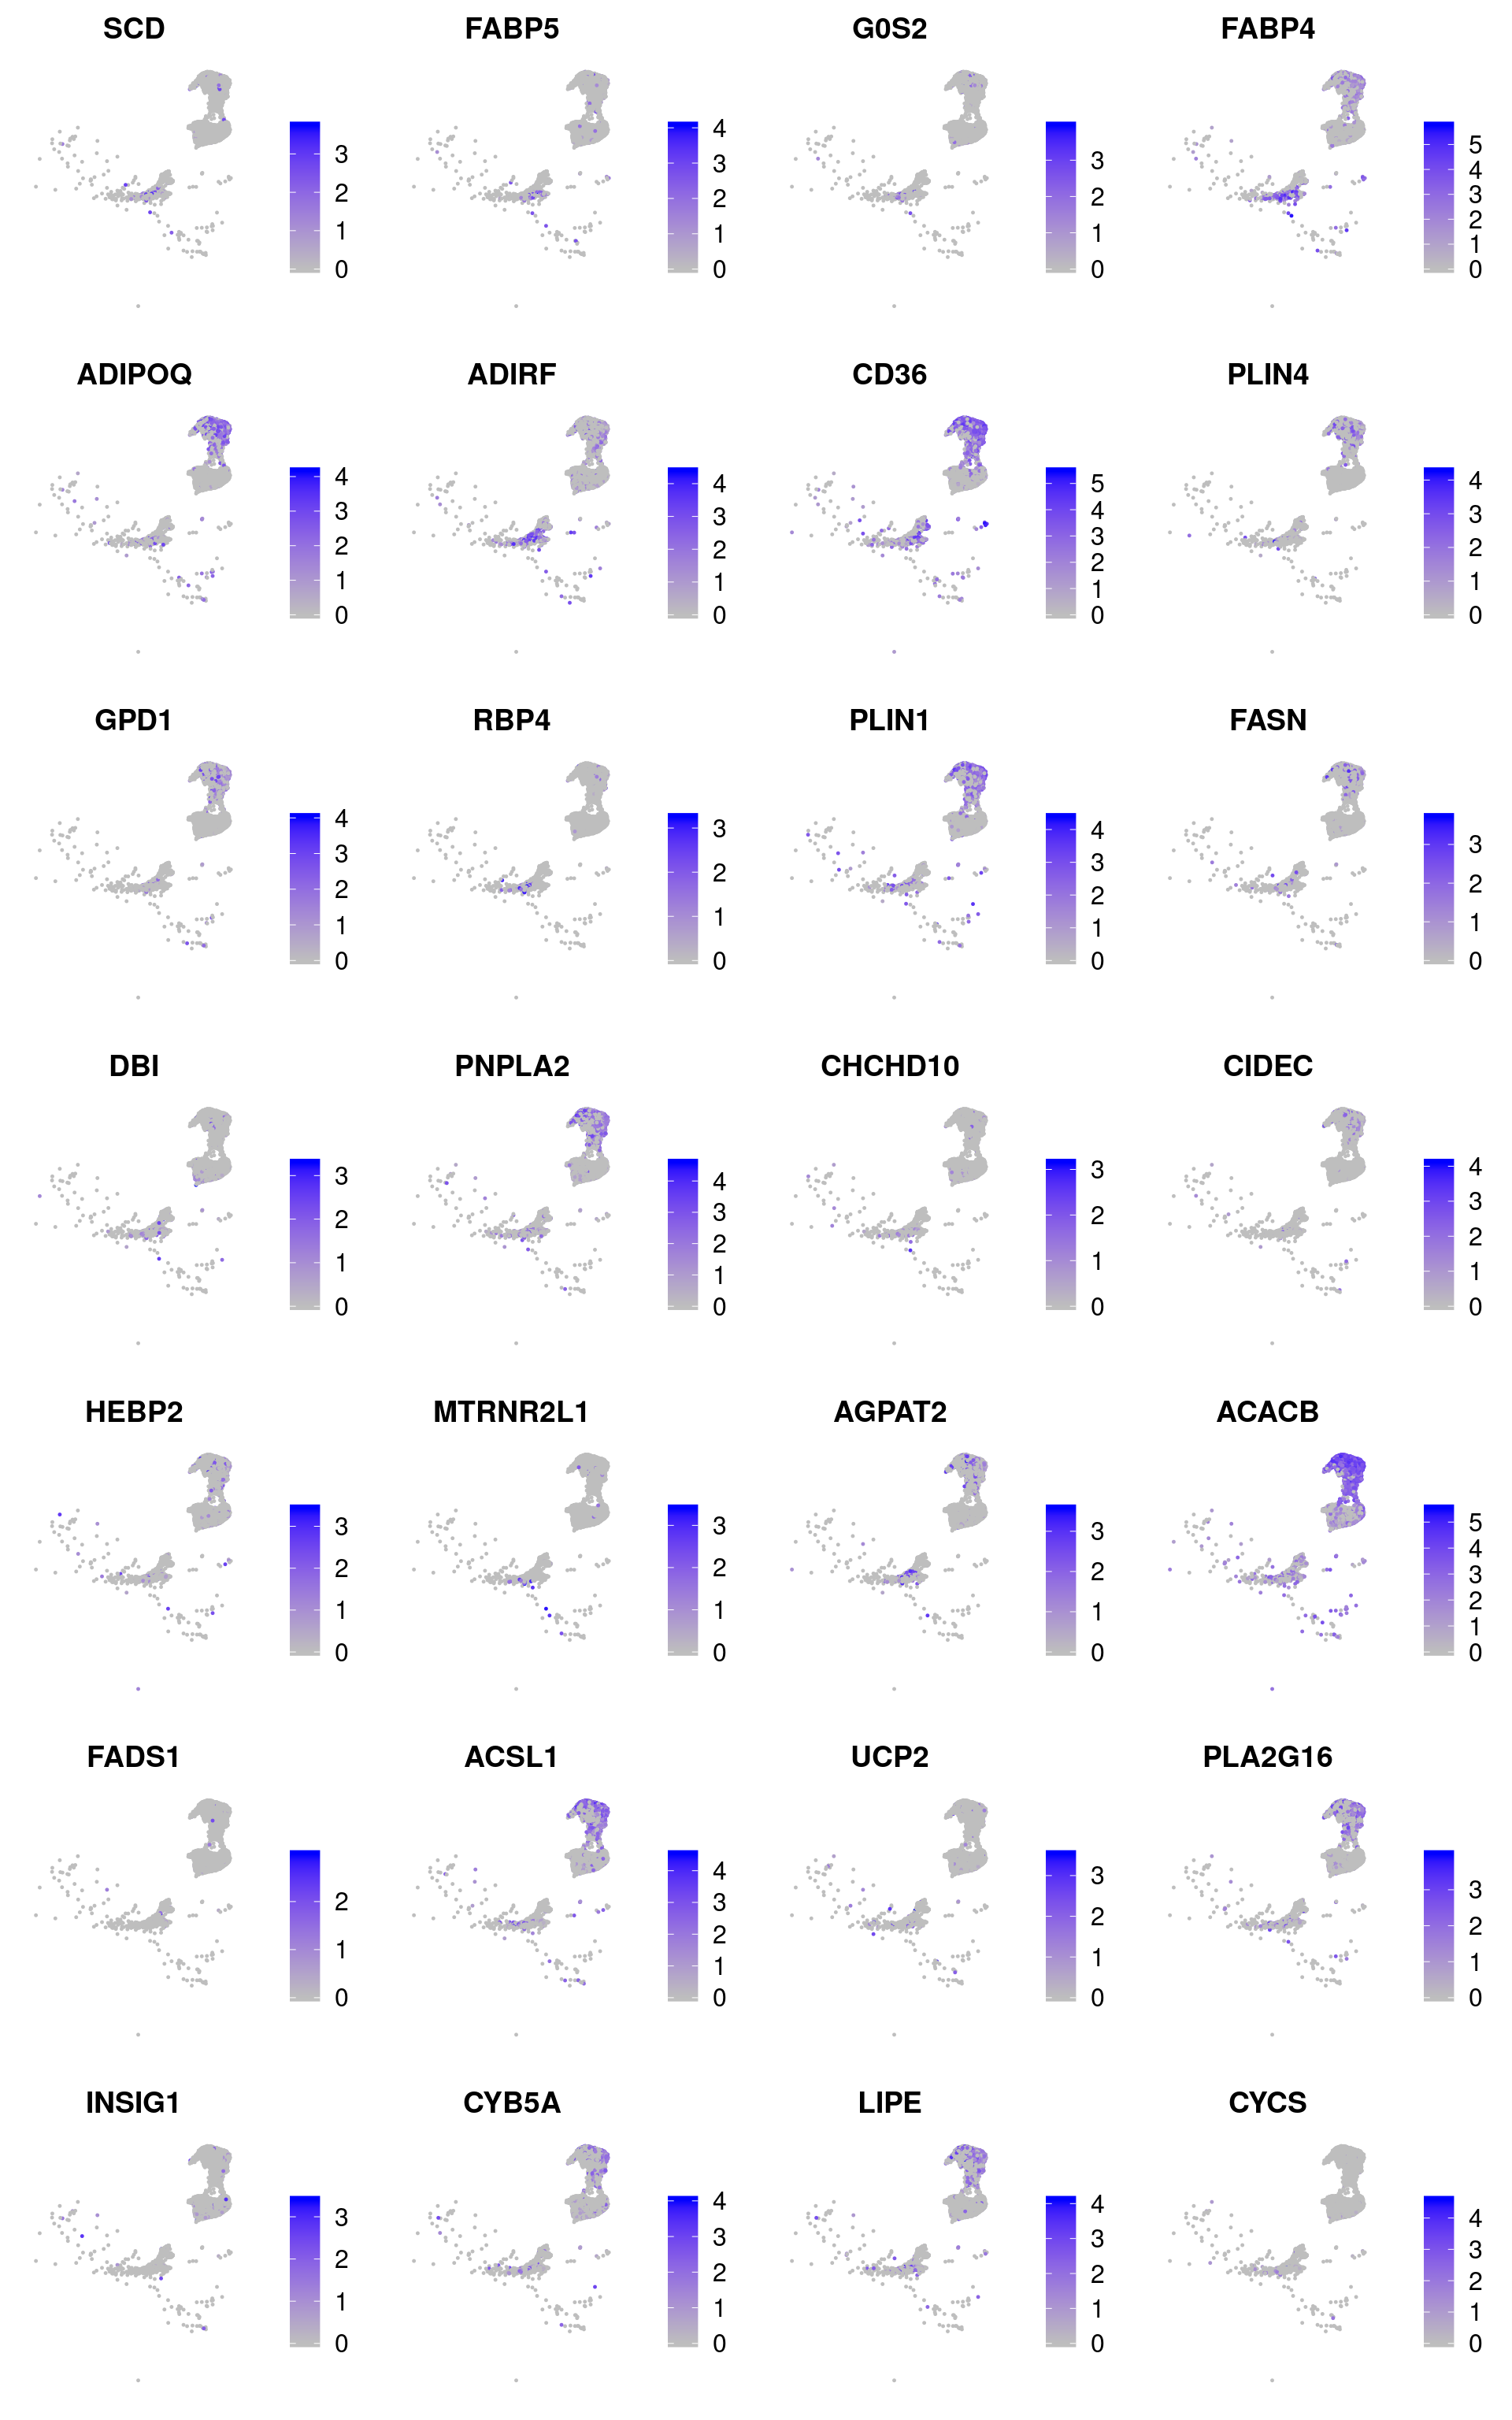 SCD FABP5 G0S2 FABP4
3 2 1 0 4 3 2 1 0 3 2 1 0 5 4 3 2 1 0
ADIPOQ ADIRF CD36 PLIN4
4 3 2 1 0 4 3 2 1 0 5 4 3 2 1 0 4 3 2 1 0
GPD1 RBP4 PLIN1 FASN
4 3 2 1 0 3 2 1 0 4 3 2 1 0 3 2 1 0
DBI PNPLA2 CHCHD10 CIDEC
3 2 1 0 4 3 2 1 0 3 2 1 0 4 3 2 1 0
HEBP2 MTRNR2L1 AGPAT2 ACACB
3 2 1 0 3 2 1 0 3 2 1 0 5 4 3 2 1 0
FADS1 ACSL1 UCP2 PLA2G16
2 1 0 4 3 2 1 0 3 2 1 0 3 2 1 0
INSIG1 CYB5A LIPE CYCS
3 2 1 0 4 3 2 1 0 4 3 2 1 0 4 3 2 1 0